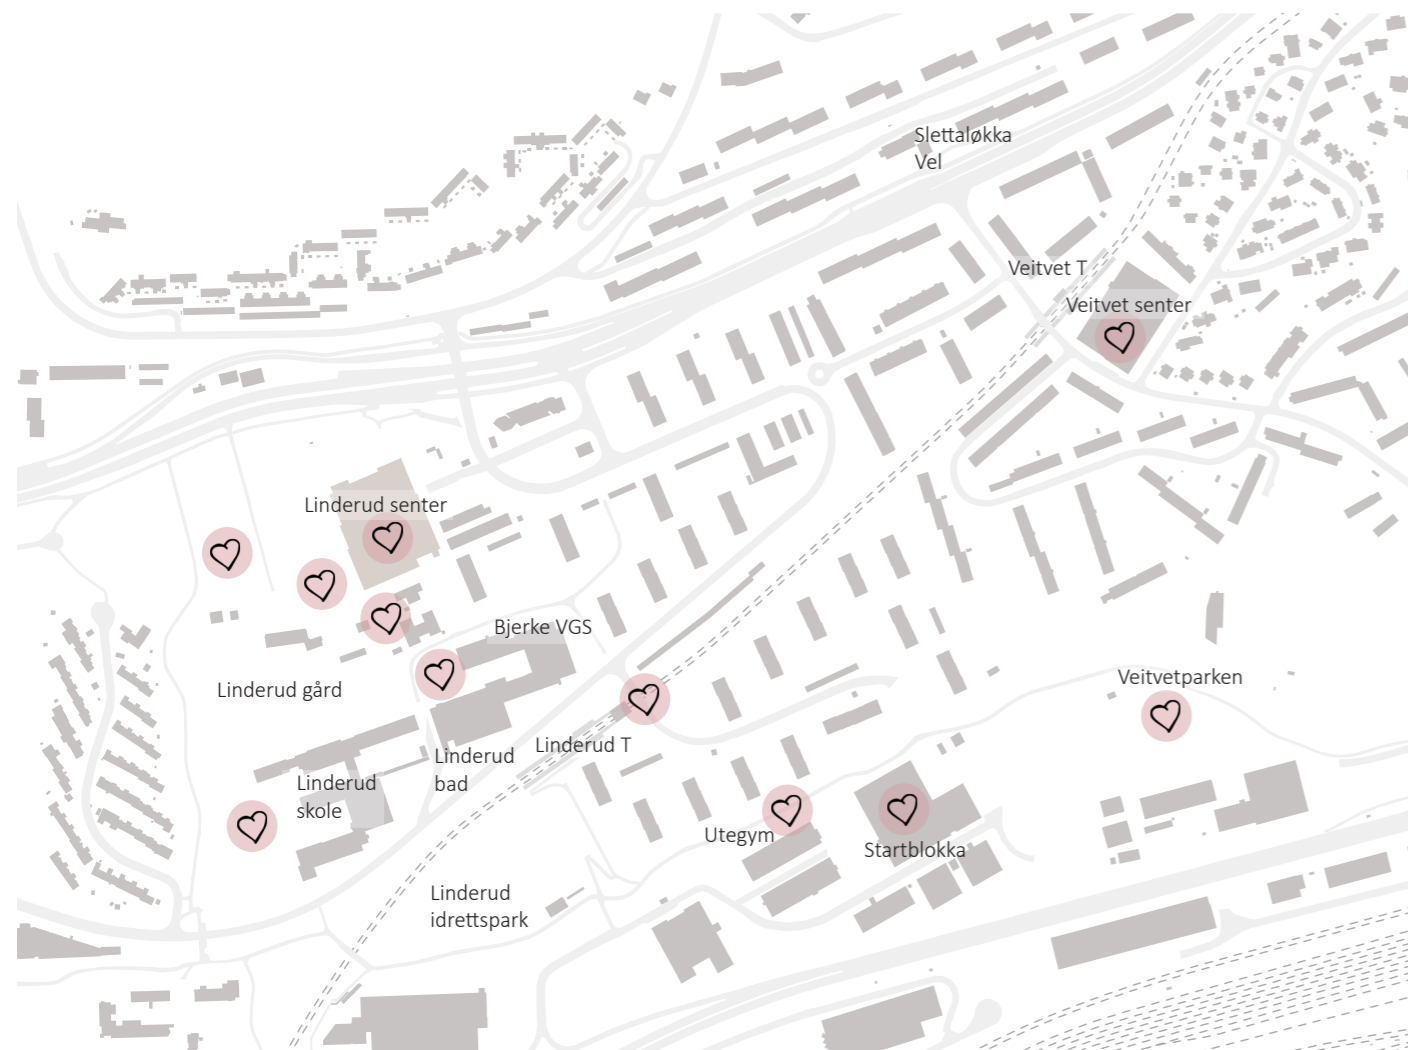 Slettaløkka
Vel
Veitvet T
Veitvet senter
Linderud senter
Bjerke VGS
Linderud gård
Veitvetparken
Linderud T
Linderud
bad
Linderud
skole
Utegym
Startblokka
Linderud
idrettspark